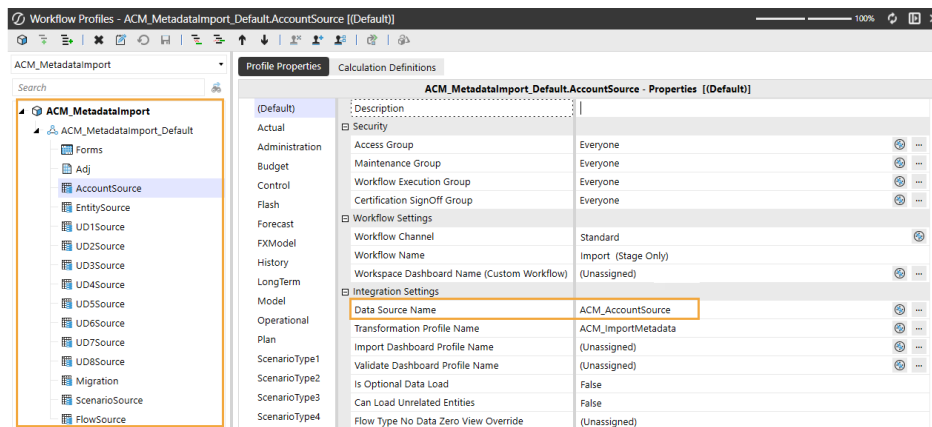 Workflow Profiles - ACM_MetadataImport_Default.AccountSource [(Default)]
100%
ACM_MetadataImport
Search
ACM_MetadataImport
ACM_MetadataImport_Default
Forms
Adj
AccountSource
EntitySource
UD1Source
UD2Source
UD3Source
UD4Source
UD5Source
UD6Source
UD7Source
UD8Source
Migration
ScenarioSource
FlowSource
Profile Properties Calculation Definitions
ACM_MetadataImport_Default.AccountSource - Properties [(Default)]
(Default)
Actual
Administration
Budget
Control
Flash
Forecast
FXModel
History
LongTerm
Model
Operational
Plan
ScenarioType1
ScenarioType2
ScenarioType3
ScenarioType4
Description
Security
Access Group Everyone
Maintenance Group Everyone
Workflow Execution Group Everyone
Certification SignOff Group Everyone
Workflow Settings
Workflow Channel Standard
Workflow Name Import (Stage Only)
Workspace Dashboard Name (Custom Workflow) (Unassigned)
Integration Settings
Data Source Name ACM_AccountSource
Transformation Profile Name ACM_ImportMetadata
Import Dashboard Profile Name (Unassigned)
Validate Dashboard Profile Name (Unassigned)
Is Optional Data Load False
Can Load Unrelated Entities False
Flow Type No Data Zero View Override (Unassigned)